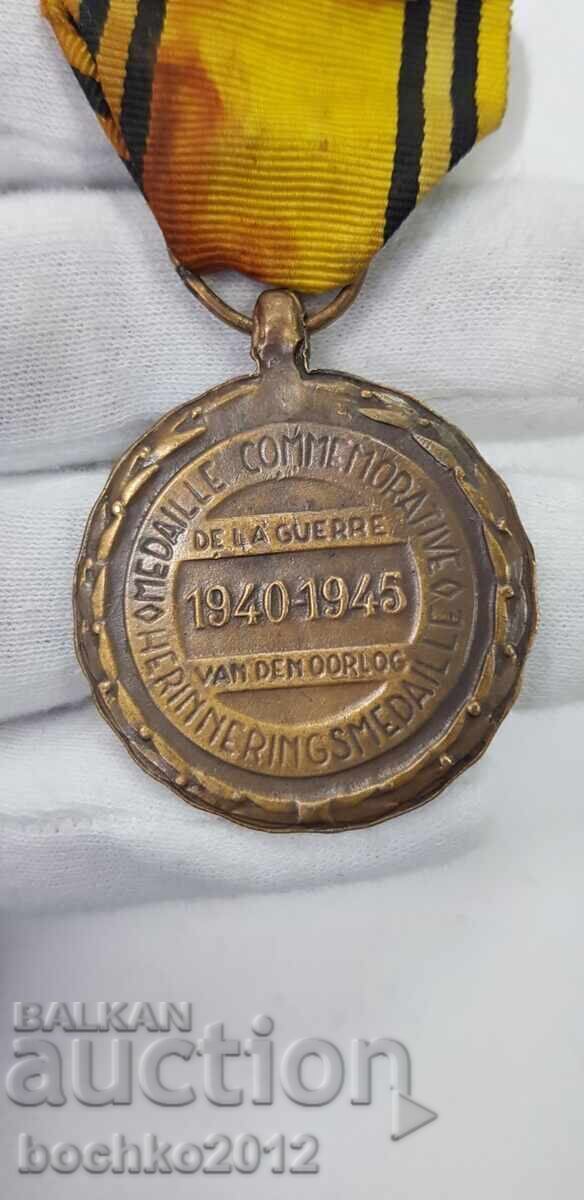 MEDAILLE COMMEMORATIVE
DE LA GUERRE
1940-1945
VAN DEN OORLOG
HERINNERINGSMEDAILLE
BALKAN
auction
bochko2012